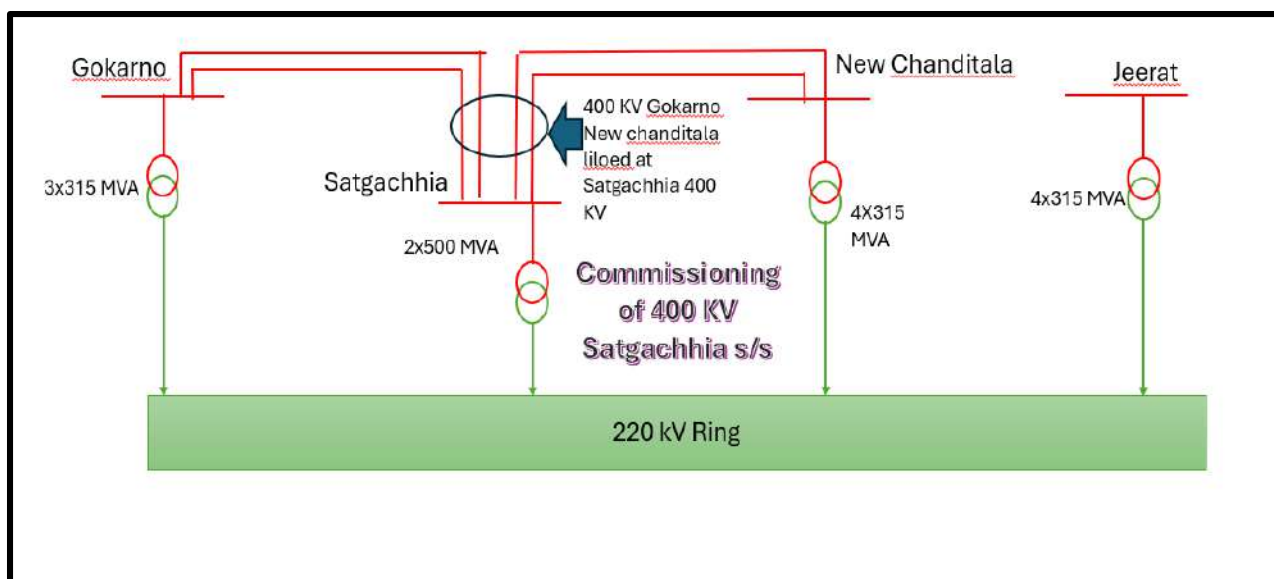 Gokarno
New Chanditala
Jeerat
400 KV Gokarno
New chanditala
liloed at
Satgachhia 400
KV
3x315 MVA
Satgachhia
4X315
MVA
4x315 MVA
2x500 MVA
Commissioning
of 400 KV
Satgachhia s/s
220 kV Ring